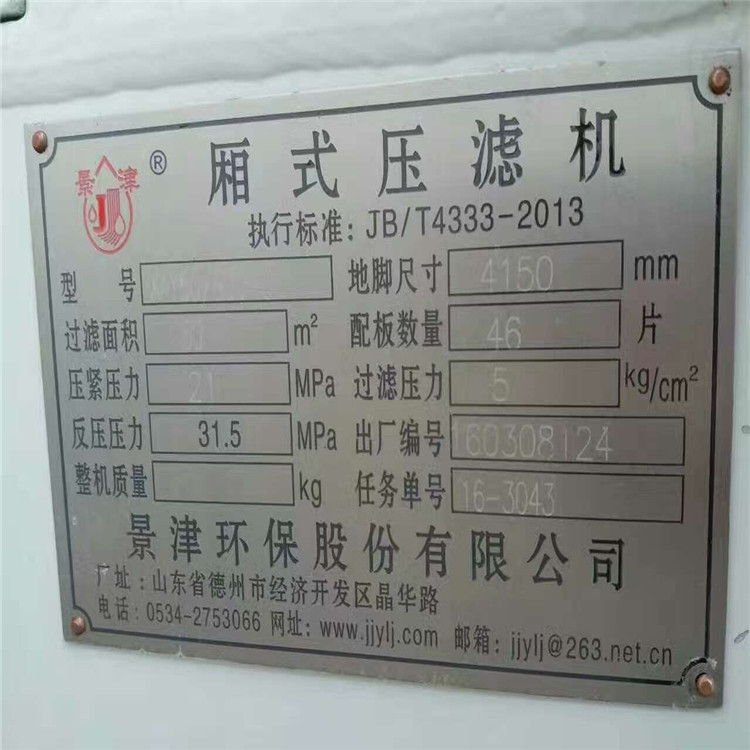 景津
®
厢式压滤机
执行标准：JB/T4333-2013
型 号 地脚尺寸 4150 mm
过滤面积 m² 配板数量 46 片
压紧压力 21 MPa 过滤压力 5 kg/cm²
反压压力 31.5 MPa 出厂编号 160308124
整机质量 kg 任务单号 16-3043
景津环保股份有限公司
厂址：山东省德州市经济开发区晶华路
电话：0534-2753066 网址：www.jjylj.com 邮箱：jjylj@263.net.cn